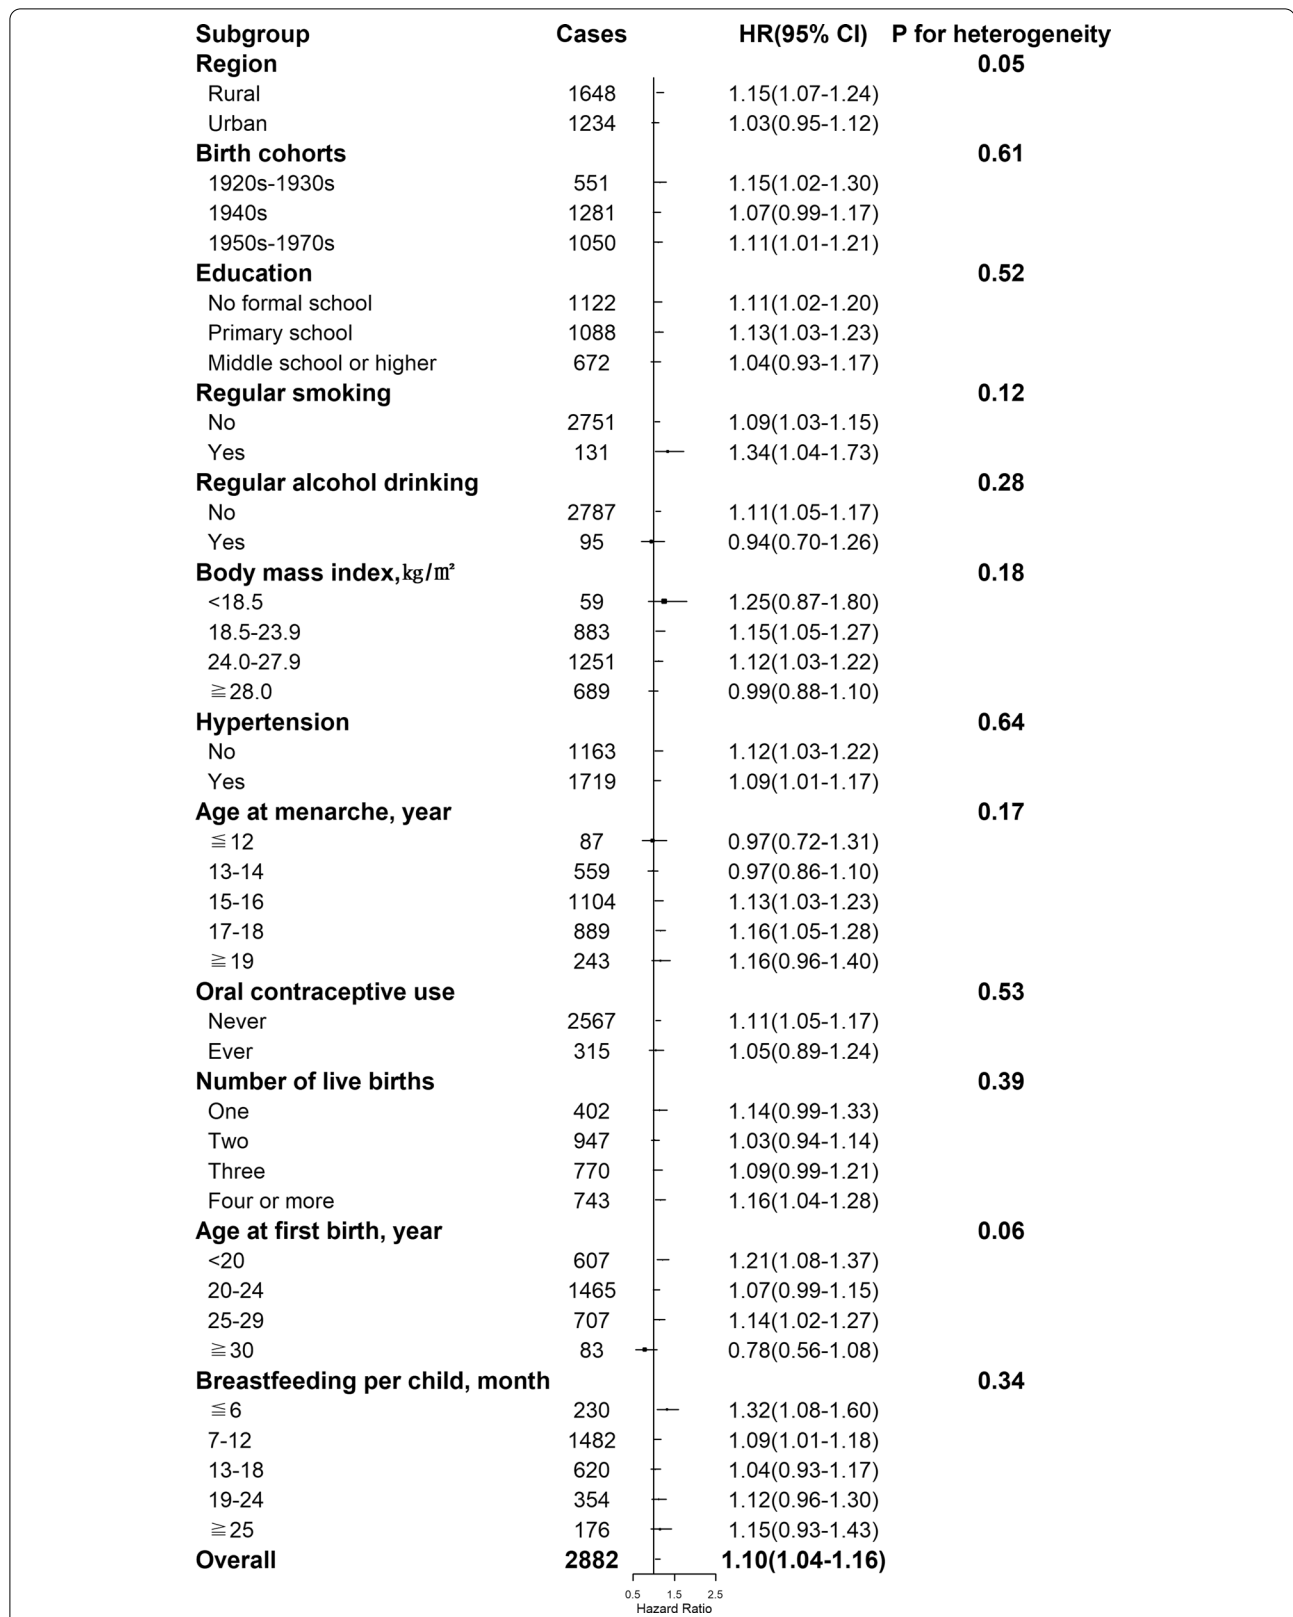 Subgroup Cases HR(95% CI) P for heterogeneity
Region 0.05
Rural 1648 1.15(1.07-1.24)
Urban 1234 1.03(0.95-1.12)
Birth cohorts 0.61
1920s-1930s 551 1.15(1.02-1.30)
1940s 1281 1.07(0.99-1.17)
1950s-1970s 1050 1.11(1.01-1.21)
Education 0.52
No formal school 1122 1.11(1.02-1.20)
Primary school 1088 1.13(1.03-1.23)
Middle school or higher 672 1.04(0.93-1.17)
Regular smoking 0.12
No 2751 1.09(1.03-1.15)
Yes 131 1.34(1.04-1.73)
Regular alcohol drinking 0.28
No 2787 1.11(1.05-1.17)
Yes 95 0.94(0.70-1.26)
Body mass index,㎏/㎡ 0.18
<18.5 59 1.25(0.87-1.80)
18.5-23.9 883 1.15(1.05-1.27)
24.0-27.9 1251 1.12(1.03-1.22)
≧28.0 689 0.99(0.88-1.10)
Hypertension 0.64
No 1163 1.12(1.03-1.22)
Yes 1719 1.09(1.01-1.17)
Age at menarche, year 0.17
≦12 87 0.97(0.72-1.31)
13-14 559 0.97(0.86-1.10)
15-16 1104 1.13(1.03-1.23)
17-18 889 1.16(1.05-1.28)
≧19 243 1.16(0.96-1.40)
Oral contraceptive use 0.53
Never 2567 1.11(1.05-1.17)
Ever 315 1.05(0.89-1.24)
Number of live births 0.39
One 402 1.14(0.99-1.33)
Two 947 1.03(0.94-1.14)
Three 770 1.09(0.99-1.21)
Four or more 743 1.16(1.04-1.28)
Age at first birth, year 0.06
<20 607 1.21(1.08-1.37)
20-24 1465 1.07(0.99-1.15)
25-29 707 1.14(1.02-1.27)
≧30 83 0.78(0.56-1.08)
Breastfeeding per child, month 0.34
≦6 230 1.32(1.08-1.60)
7-12 1482 1.09(1.01-1.18)
13-18 620 1.04(0.93-1.17)
19-24 354 1.12(0.96-1.30)
≧25 176 1.15(0.93-1.43)
Overall 2882 1.10(1.04-1.16)
0.5 1.5 2.5
Hazard Ratio